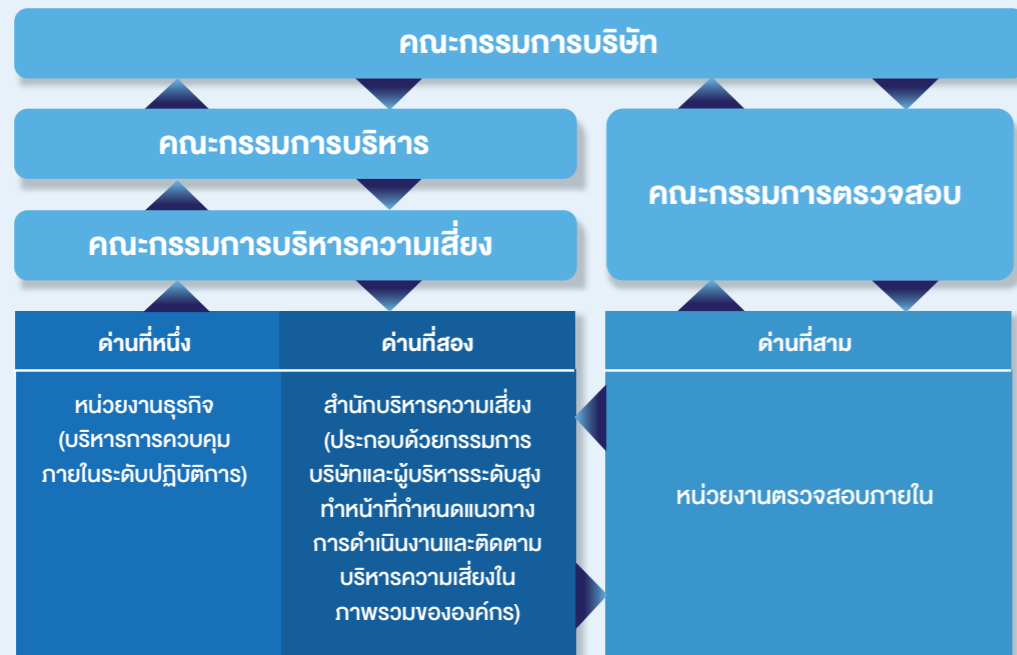 คณะกรรมการบริษัท
คณะกรรมการบริหาร
คณะกรรมการตรวจสอบ
คณะกรรมการบริหารความเสี่ยง
ด่านที่หนึ่ง
หน่วยงานธุรกิจ
(บริหารการควบคุม
ภายในระดับปฏิบัติการ)
ด่านที่สอง
สำนักบริหารความเสี่ยง
(ประกอบด้วยกรรมการ
บริษัทและผู้บริหารระดับสูง
ทำหน้าที่กำหนดแนวทาง
การดำเนินงานและติดตาม
บริหารความเสี่ยงใน
ภาพรวมขององค์กร)
ด่านที่สาม
หน่วยงานตรวจสอบภายใน